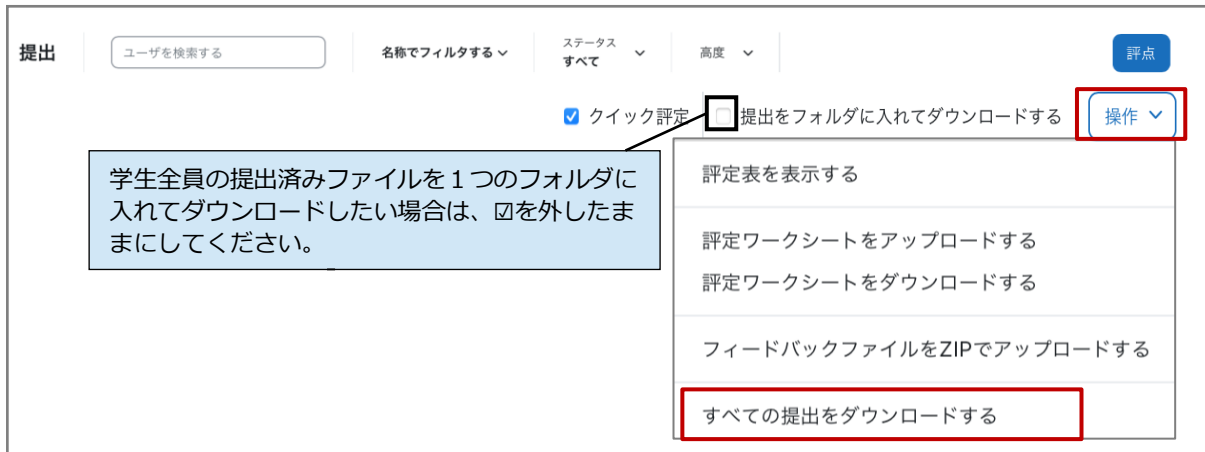 提出
ユーザを検索する
名称でフィルタする
ステータス
すべて
高度
評点
クイック評定
提出をフォルダに入れてダウンロードする
操作
学生全員の提出済みファイルを１つのフォルダに
入れてダウンロードしたい場合は、☑を外したま
まにしてください。
評定表を表示する
評定ワークシートをアップロードする
評定ワークシートをダウンロードする
フィードバックファイルをZIPでアップロードする
すべての提出をダウンロードする